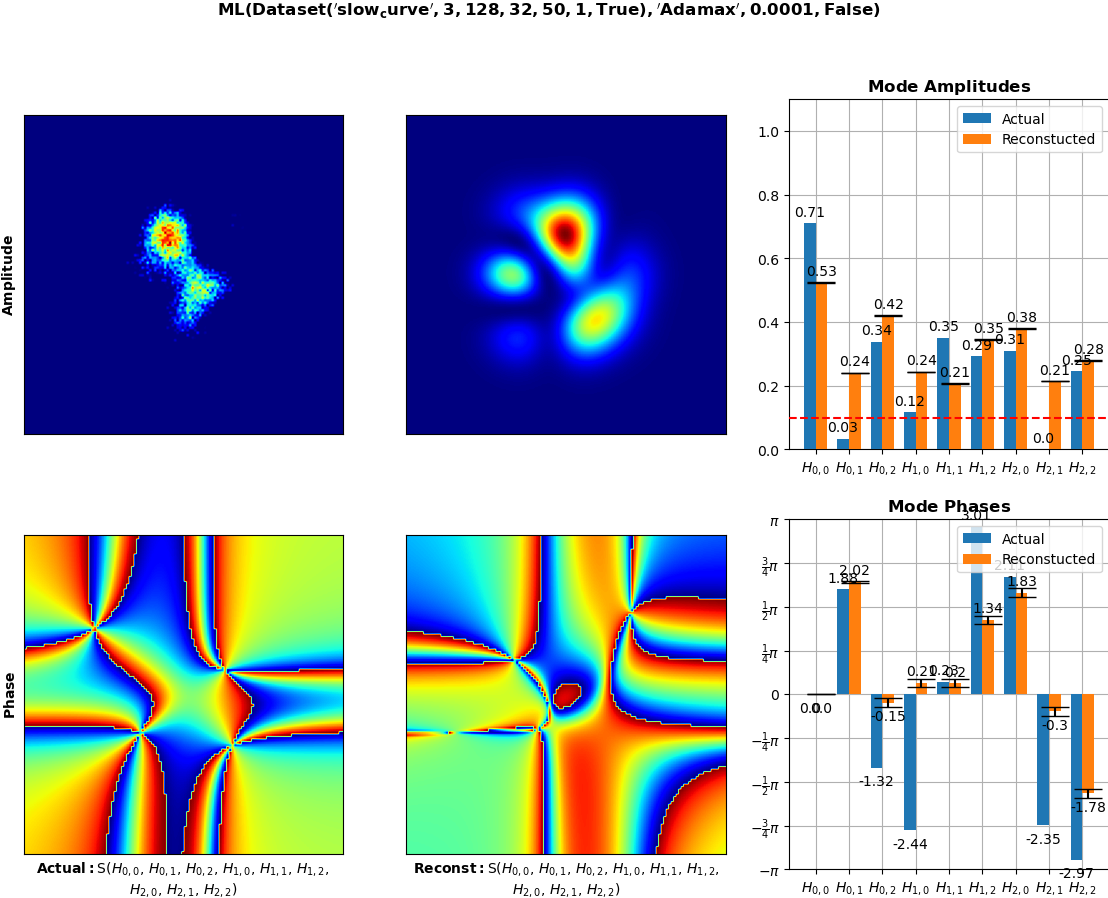 ML(Dataset('slow_curve', 3, 128, 32, 50, 1, True), 'Adamax', 0.0001, False)
Amplitude
Mode Amplitudes
Actual
Reconstucted
1.0
0.8
0.6
0.4
0.2
0.0
0.71
0.53
0.03
0.24
0.34
0.42
0.12
0.24
0.35
0.21
0.29
0.35
0.31
0.38
0.0
0.21
0.25
0.28
H0,0 H0,1 H0,2 H1,0 H1,1 H1,2 H2,0 H2,1 H2,2
Phase
Mode Phases
Actual
Reconstucted
π
3/4π
1/2π
1/4π
0
−1/4π
−1/2π
−3/4π
−π
0.0
0.0
1.88
2.02
-1.32
-0.15
-2.44
0.21
0.23
0.2
3.01
1.34
2.11
1.83
-2.35
-0.3
-2.97
-1.78
H0,0 H0,1 H0,2 H1,0 H1,1 H1,2 H2,0 H2,1 H2,2
Actual: S(H0,0, H0,1, H0,2, H1,0, H1,1, H1,2,
H2,0, H2,1, H2,2)
Reconst: S(H0,0, H0,1, H0,2, H1,0, H1,1, H1,2,
H2,0, H2,1, H2,2)